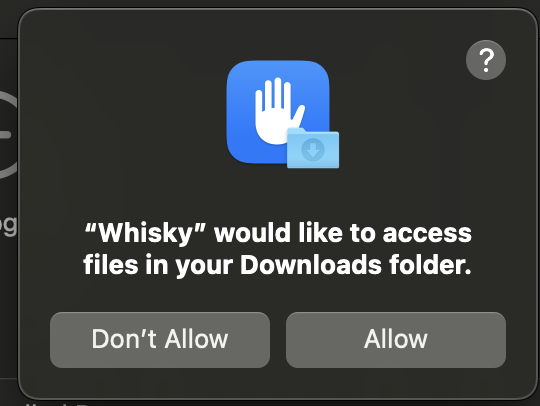 ?
“Whisky” would like to access
files in your Downloads folder.
Don’t Allow
Allow